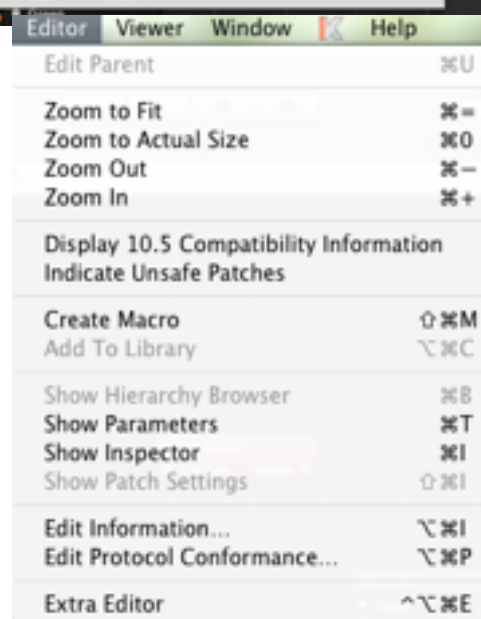 Editor Viewer Window Help
Edit Parent ⌘U
Zoom to Fit ⌘=
Zoom to Actual Size ⌘0
Zoom Out ⌘−
Zoom In ⌘+
Display 10.5 Compatibility Information
Indicate Unsafe Patches
Create Macro ⇧⌘M
Add To Library ⌥⌘C
Show Hierarchy Browser ⌘B
Show Parameters ⌘T
Show Inspector ⌘I
Show Patch Settings ⇧⌘I
Edit Information... ⌥⌘I
Edit Protocol Conformance... ⌥⌘P
Extra Editor ^⌥⌘E